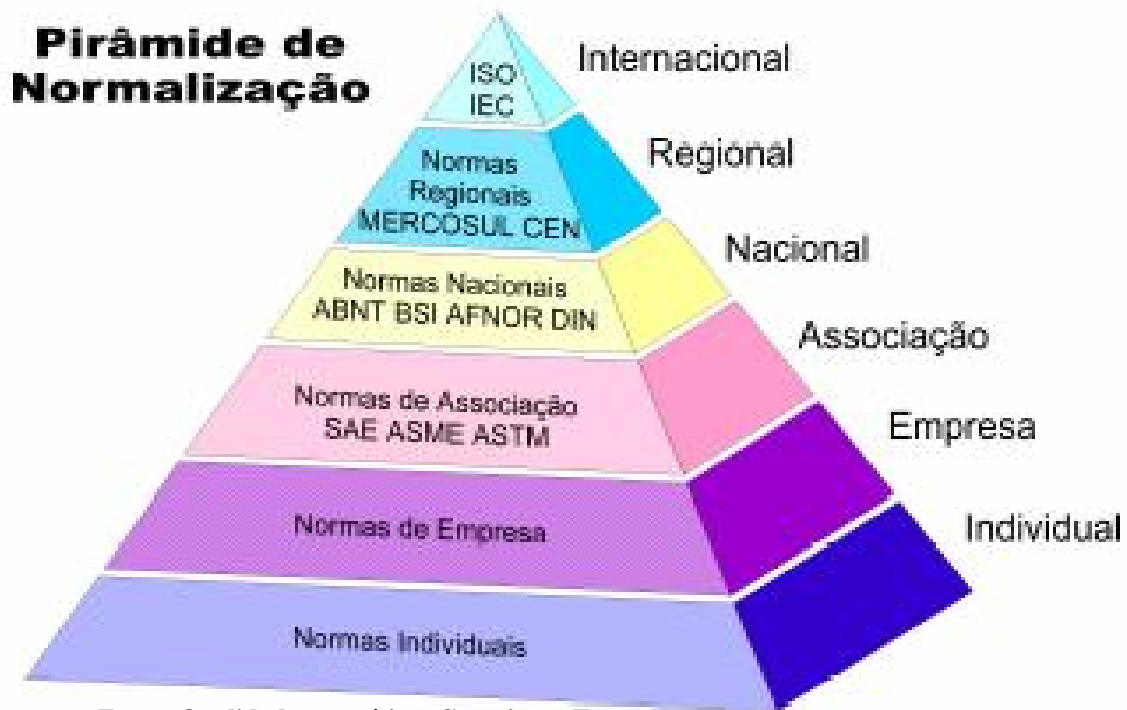 Pirâmide de
Normalização
ISO
IEC
Internacional
Normas
Regionais
MERCOSUL CEN
Regional
Normas Nacionais
ABNT BSI AFNOR DIN
Nacional
Normas de Associação
SAE ASME ASTM
Associação
Normas de Empresa
Empresa
Normas Individuais
Individual